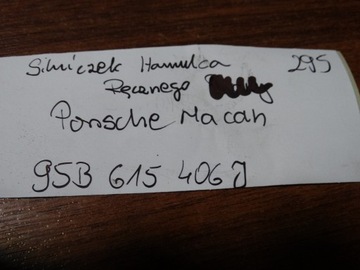 Silniczek Hamulca 295
Ręcznego
Porsche Macan
95B 615 406 J